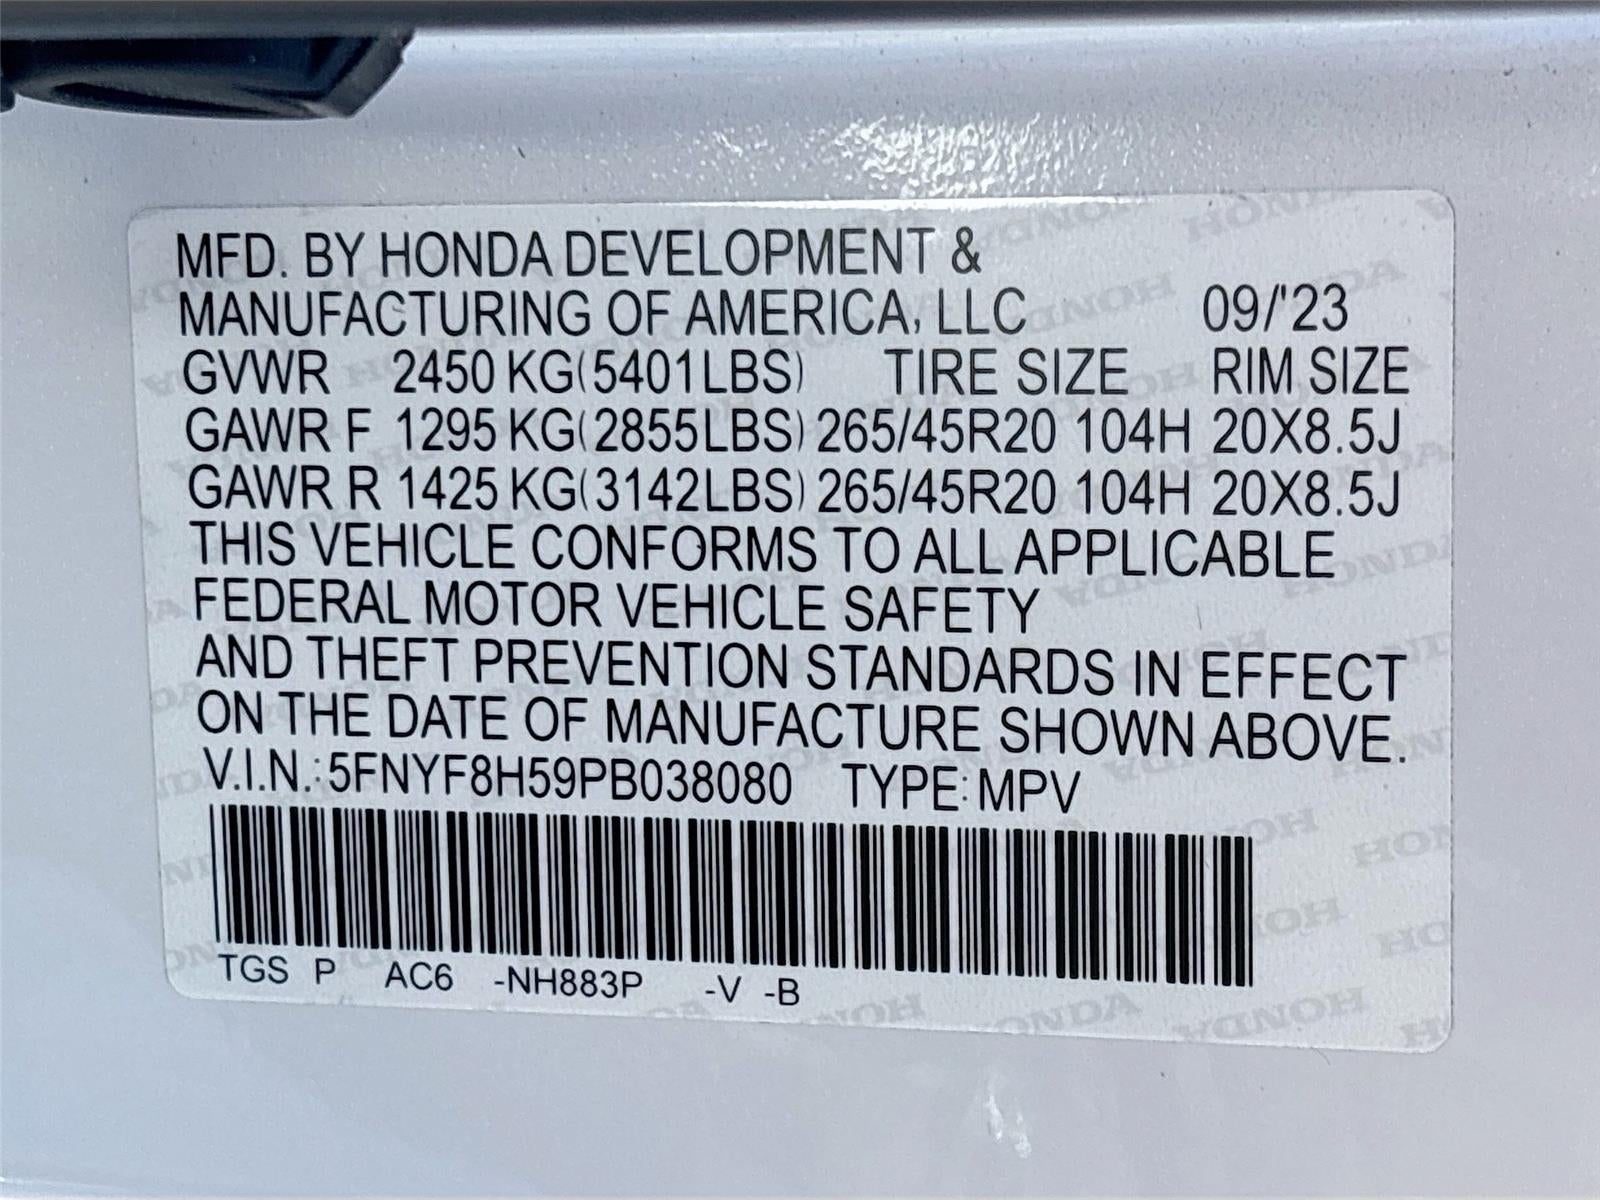 MFD. BY HONDA DEVELOPMENT &
MANUFACTURING OF AMERICA, LLC 09/'23
GVWR 2450 KG(5401LBS) TIRE SIZE RIM SIZE
GAWR F 1295 KG(2855LBS) 265/45R20 104H 20X8.5J
GAWR R 1425 KG(3142LBS) 265/45R20 104H 20X8.5J
THIS VEHICLE CONFORMS TO ALL APPLICABLE
FEDERAL MOTOR VEHICLE SAFETY
AND THEFT PREVENTION STANDARDS IN EFFECT
ON THE DATE OF MANUFACTURE SHOWN ABOVE.
V.I.N.:5FNYF8H59PB038080 TYPE:MPV
TGS P AC6 -NH883P -V -B